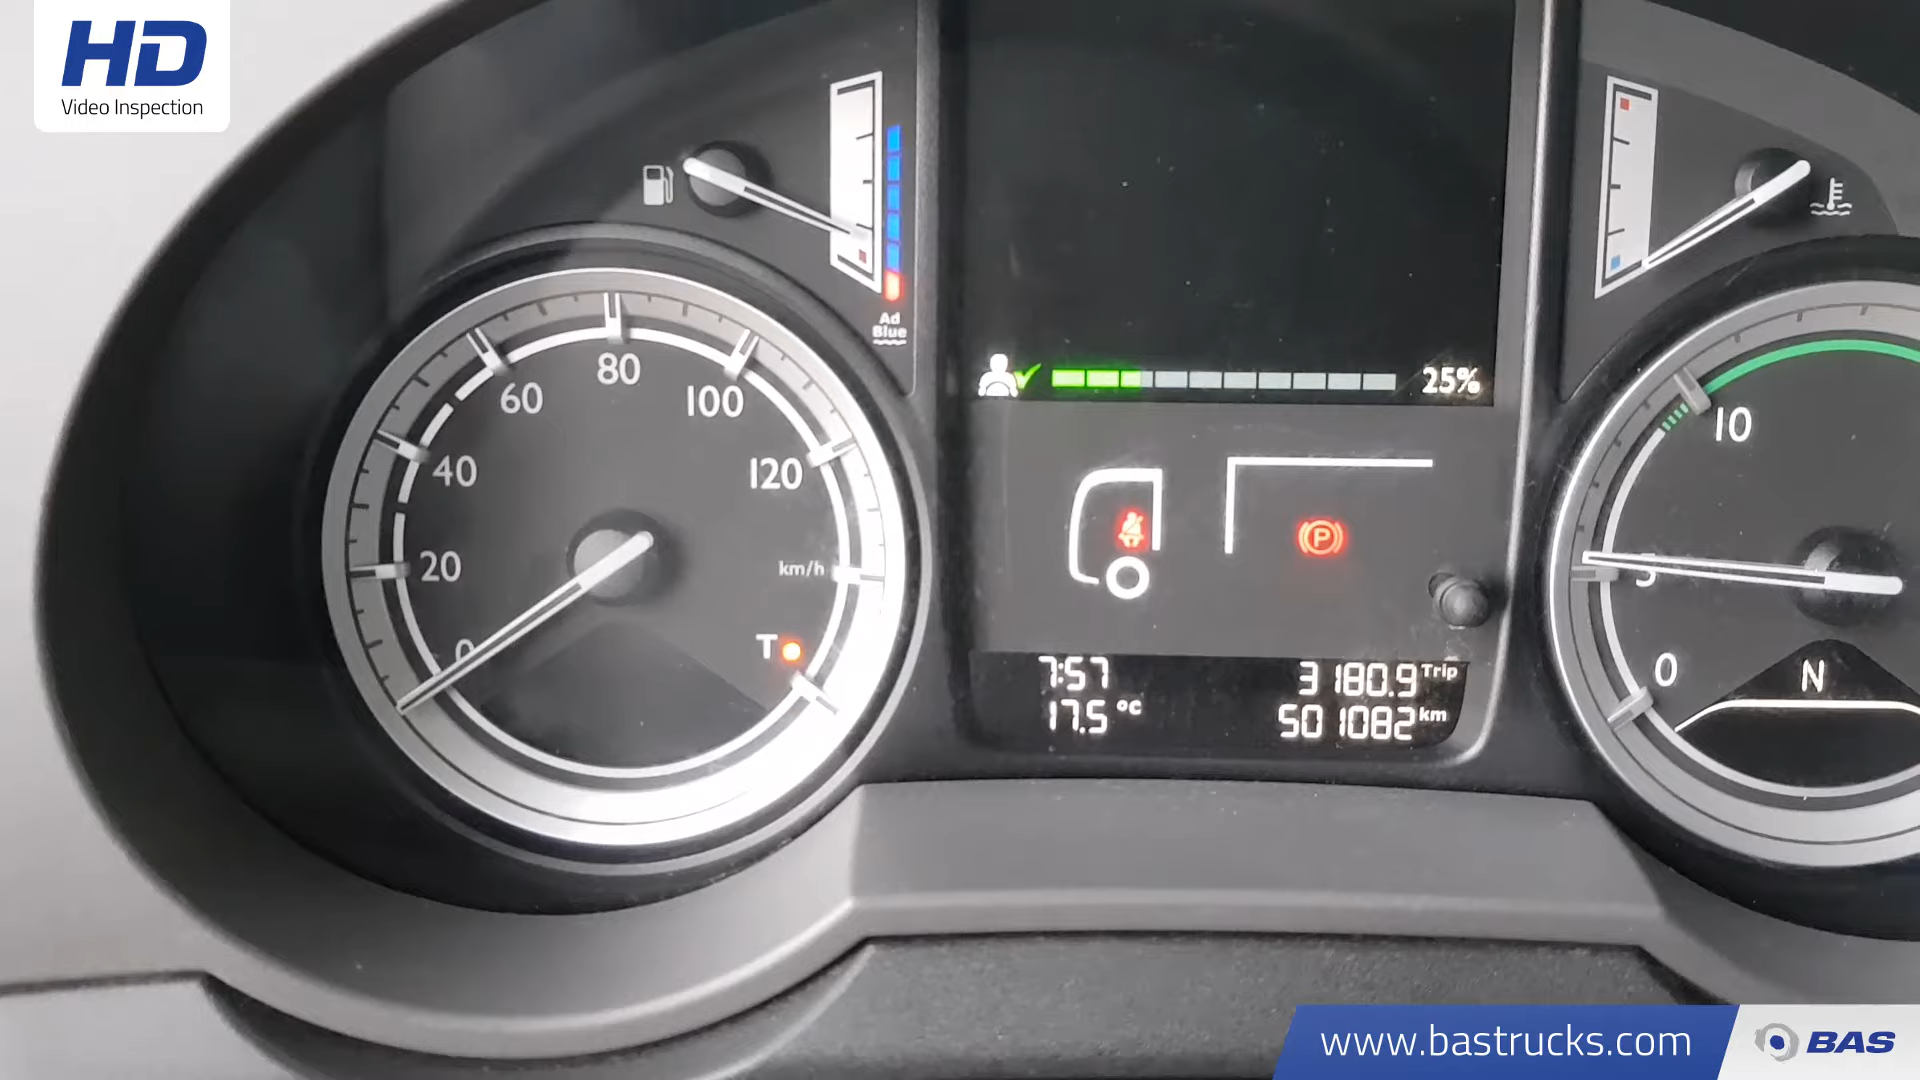 HD
Video Inspection
Ad
Blue
25%
60
80
100
40
120
20
km/h
0
T
P
7:57
3180.9 Trip
17.5 °C
501082 km
10
5
0
N
www.bastrucks.com
BAS